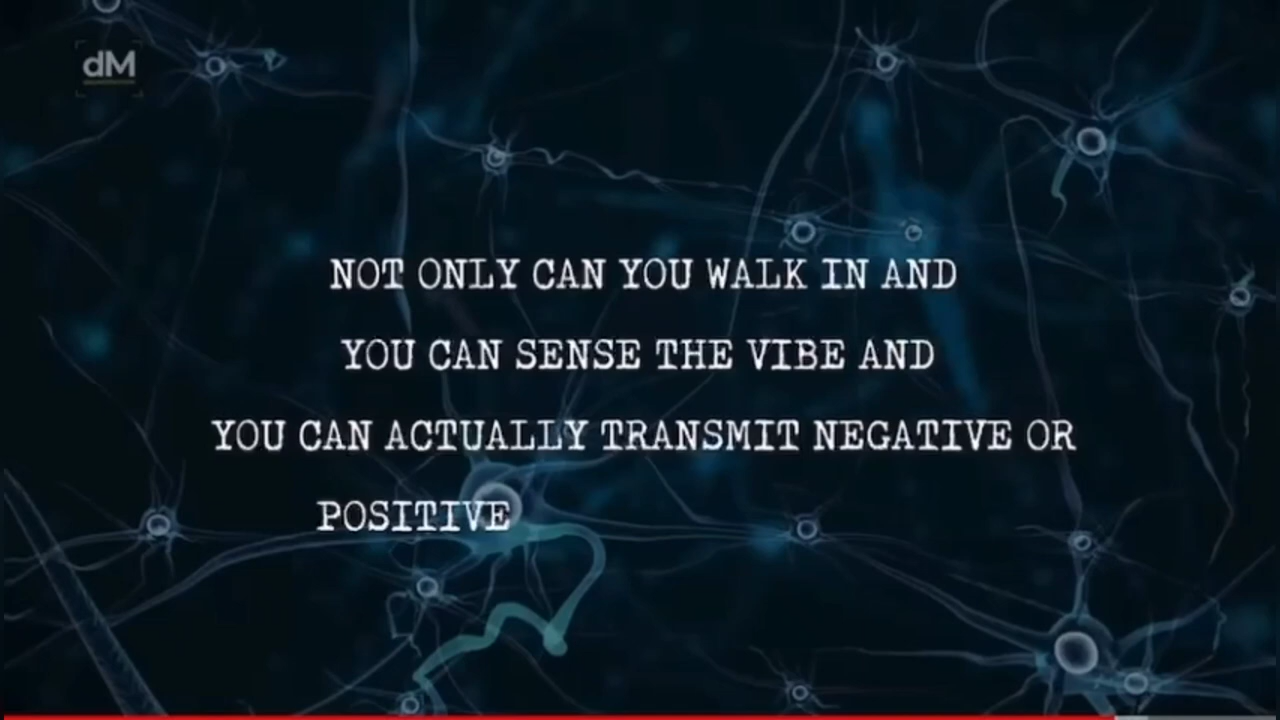 dM
NOT ONLY CAN YOU WALK IN AND
YOU CAN SENSE THE VIBE AND
YOU CAN ACTUALLY TRANSMIT NEGATIVE OR
POSITIVE